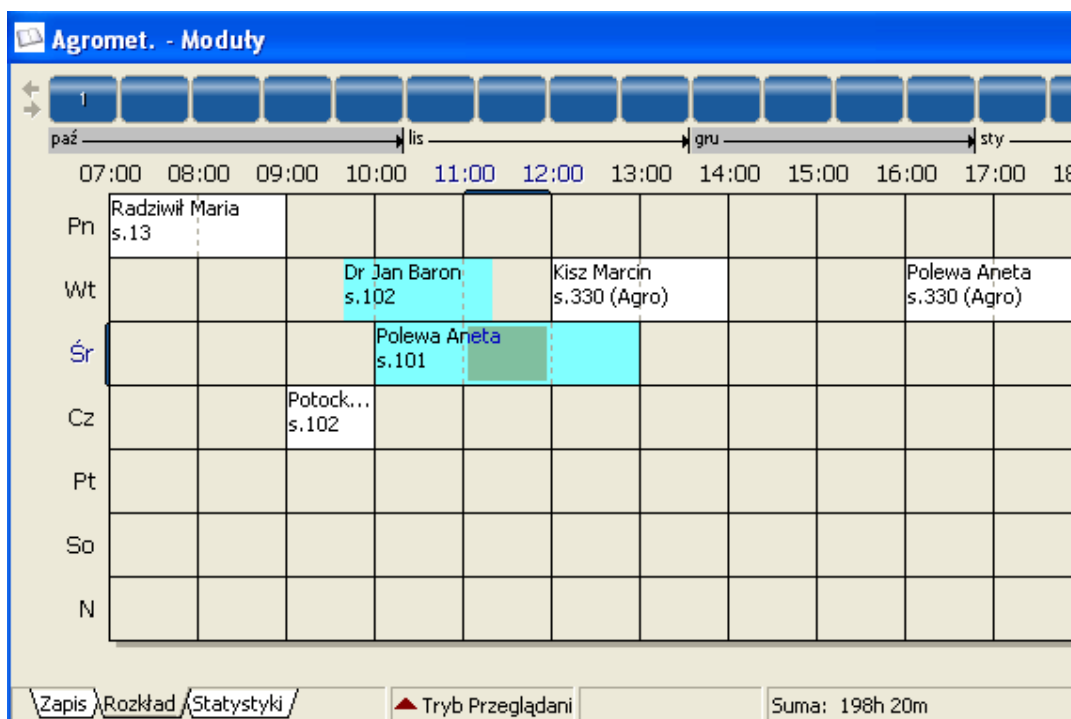 Agromet. - Moduły
1
paź lis gru sty
07:00 08:00 09:00 10:00 11:00 12:00 13:00 14:00 15:00 16:00 17:00 18
Pn
Radziwił Maria
s.13
Wt
Dr Jan Baron
s.102
Kisz Marcin
s.330 (Agro)
Polewa Aneta
s.330 (Agro)
Śr
Polewa Aneta
s.101
Cz
Potock...
s.102
Pt
So
N
Zapis Rozkład Statystyki Tryb Przeglądani Suma: 198h 20m